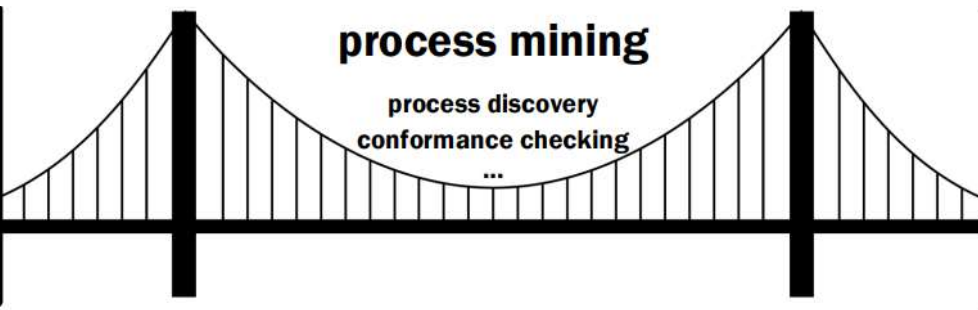 process mining
process discovery
conformance checking
...